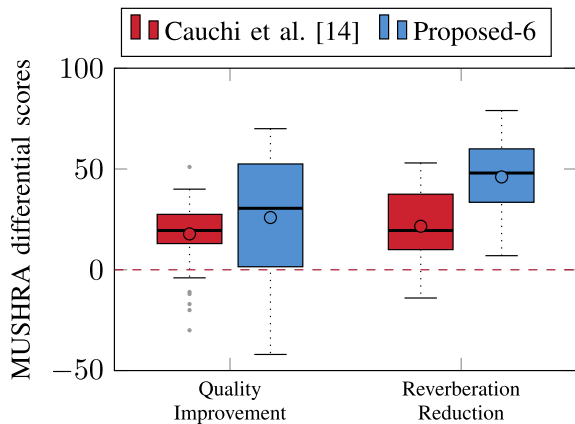 Cauchi et al. [14] Proposed-6
MUSHRA differential scores
100
50
0
−50
Quality
Improvement
Reverberation
Reduction